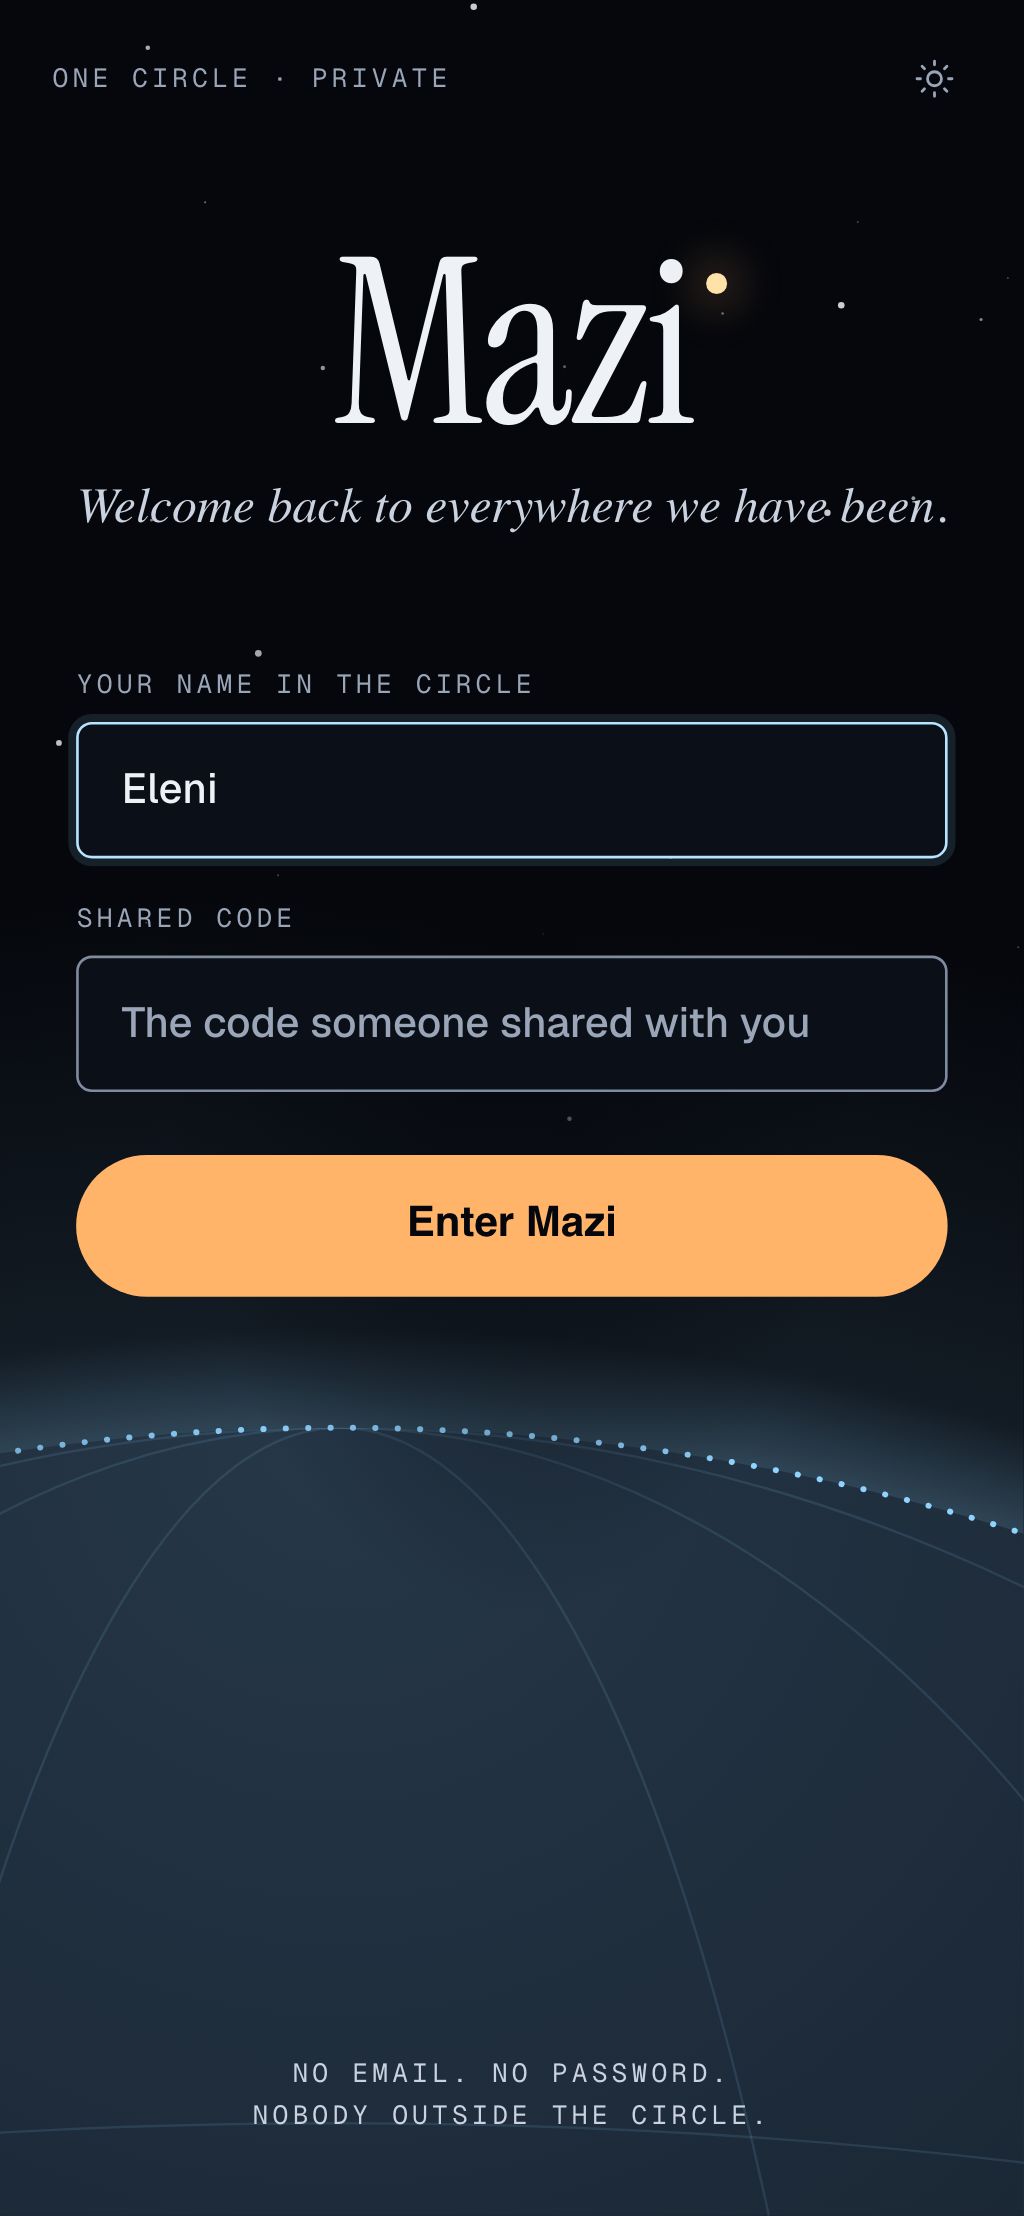 ONE CIRCLE · PRIVATE
Mazi
Welcome back to everywhere we have been.
YOUR NAME IN THE CIRCLE
Eleni
SHARED CODE
The code someone shared with you
Enter Mazi
NO EMAIL. NO PASSWORD.
NOBODY OUTSIDE THE CIRCLE.